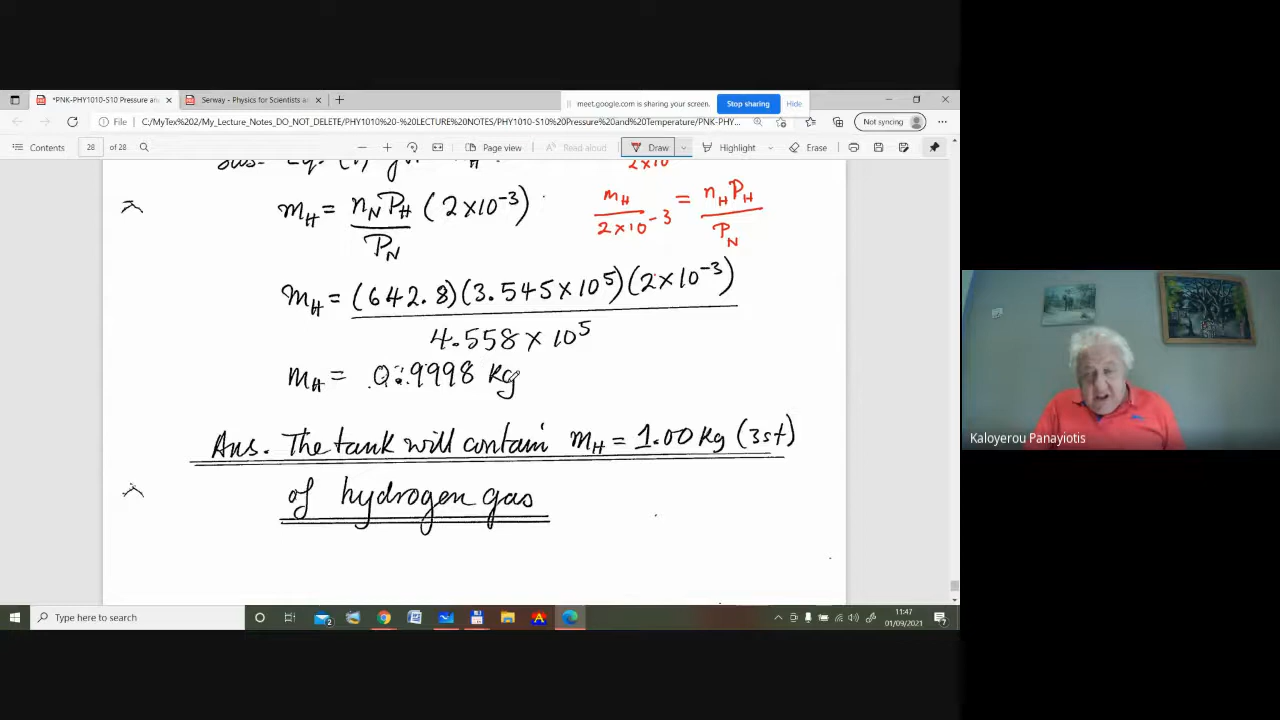 *PNK-PHY1010-S10 Pressure an
Serway - Physics for Scientists a
meet.google.com is sharing your screen.
Stop sharing
Hide
File
C:/MyTex %202/My_Lecture_Notes_DO_NOT_DELETE/PHY1010%20-%20LECTURE%20NOTES/PHY1010-S10%20Pressure%20and%20Temperature/PNK-PHY...
Not syncing
Contents
28 of 28
Page view
Read aloud
Draw
Highlight
Erase
2×10
m_H = n_N P_H / P_N (2×10^-3)
m_H / 2×10^-3 = n_H P_H / P_N
m_H = (642.8)(3.545×10^5)(2×10^-3) / 4.558×10^5
m_H = 0.9998 kg
Ans. The tank will contain m_H = 1.00 kg (3sf)
of hydrogen gas
Kaloyerou Panayiotis
Type here to search
11:47
01/09/2021